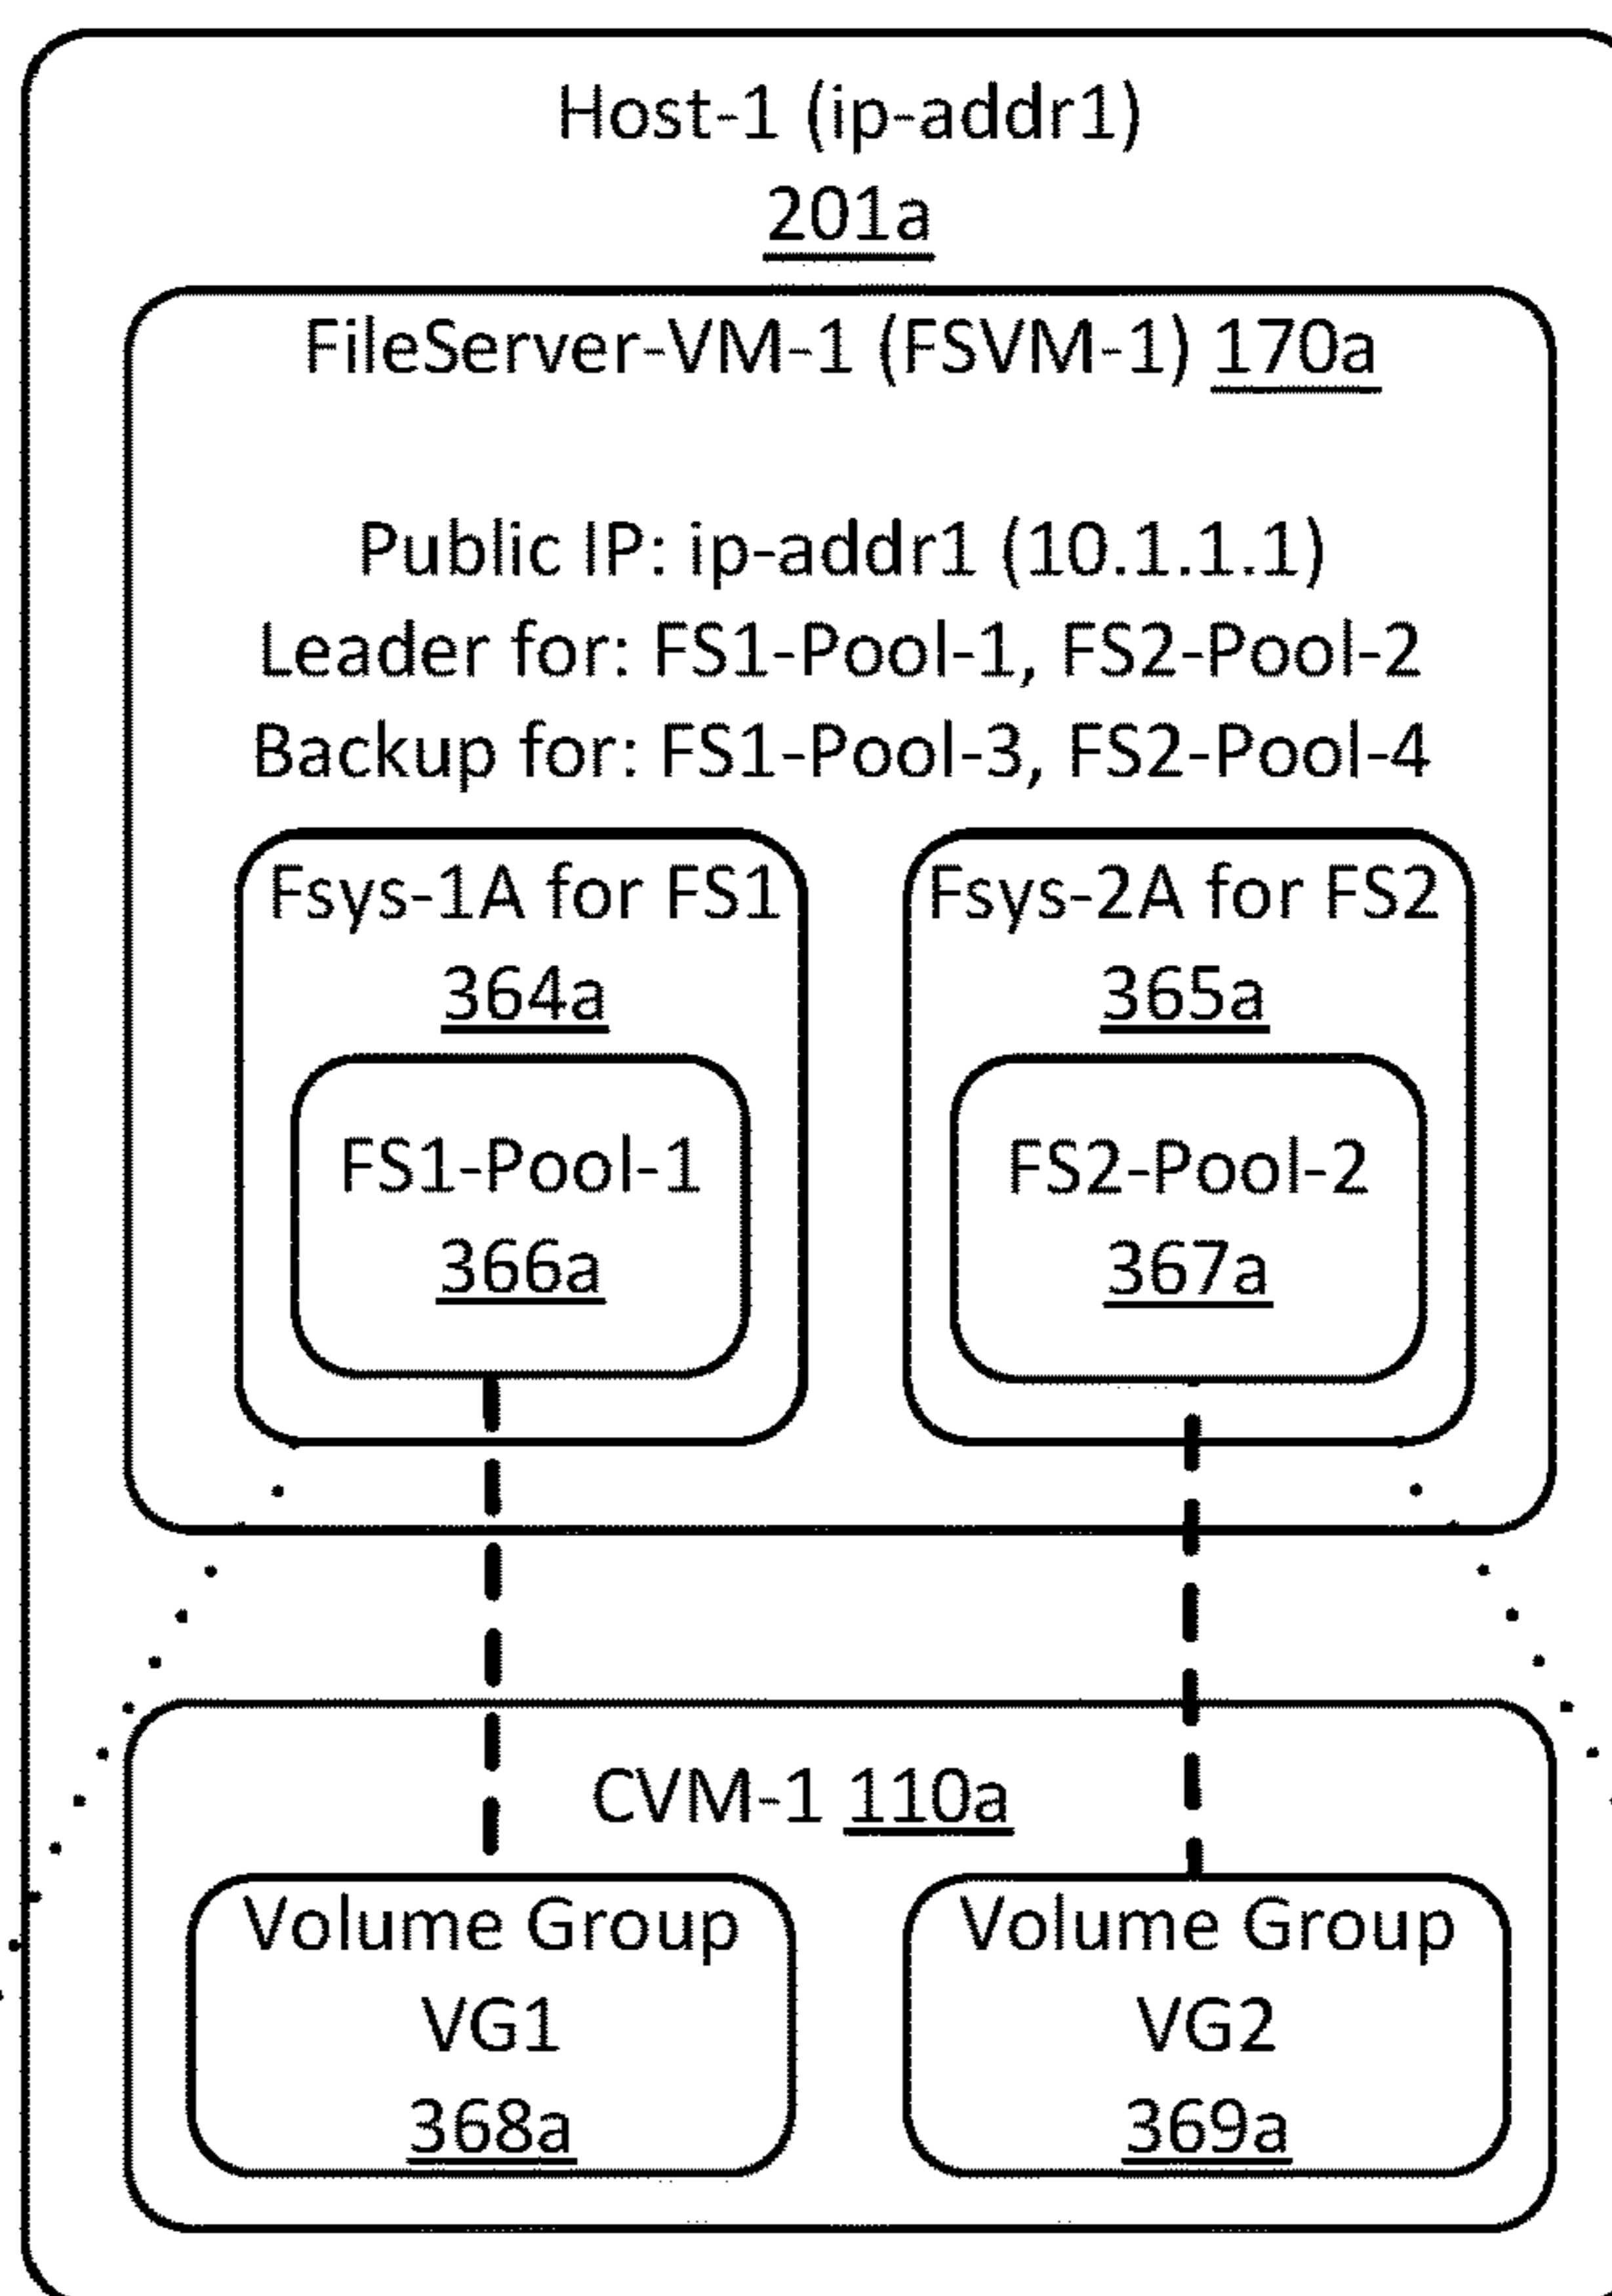 Host-1 (ip-addr1)
201a
FileServer-VM-1 (FSVM-1) 170a
Public IP: ip-addr1 (10.1.1.1)
Leader for: FS1-Pool-1, FS2-Pool-2
Backup for: FS1-Pool-3, FS2-Pool-4
Fsys-1A for FS1
364a
FS1-Pool-1
366a
Fsys-2A for FS2
365a
FS2-Pool-2
367a
CVM-1 110a
Volume Group
VG1
368a
Volume Group
VG2
369a